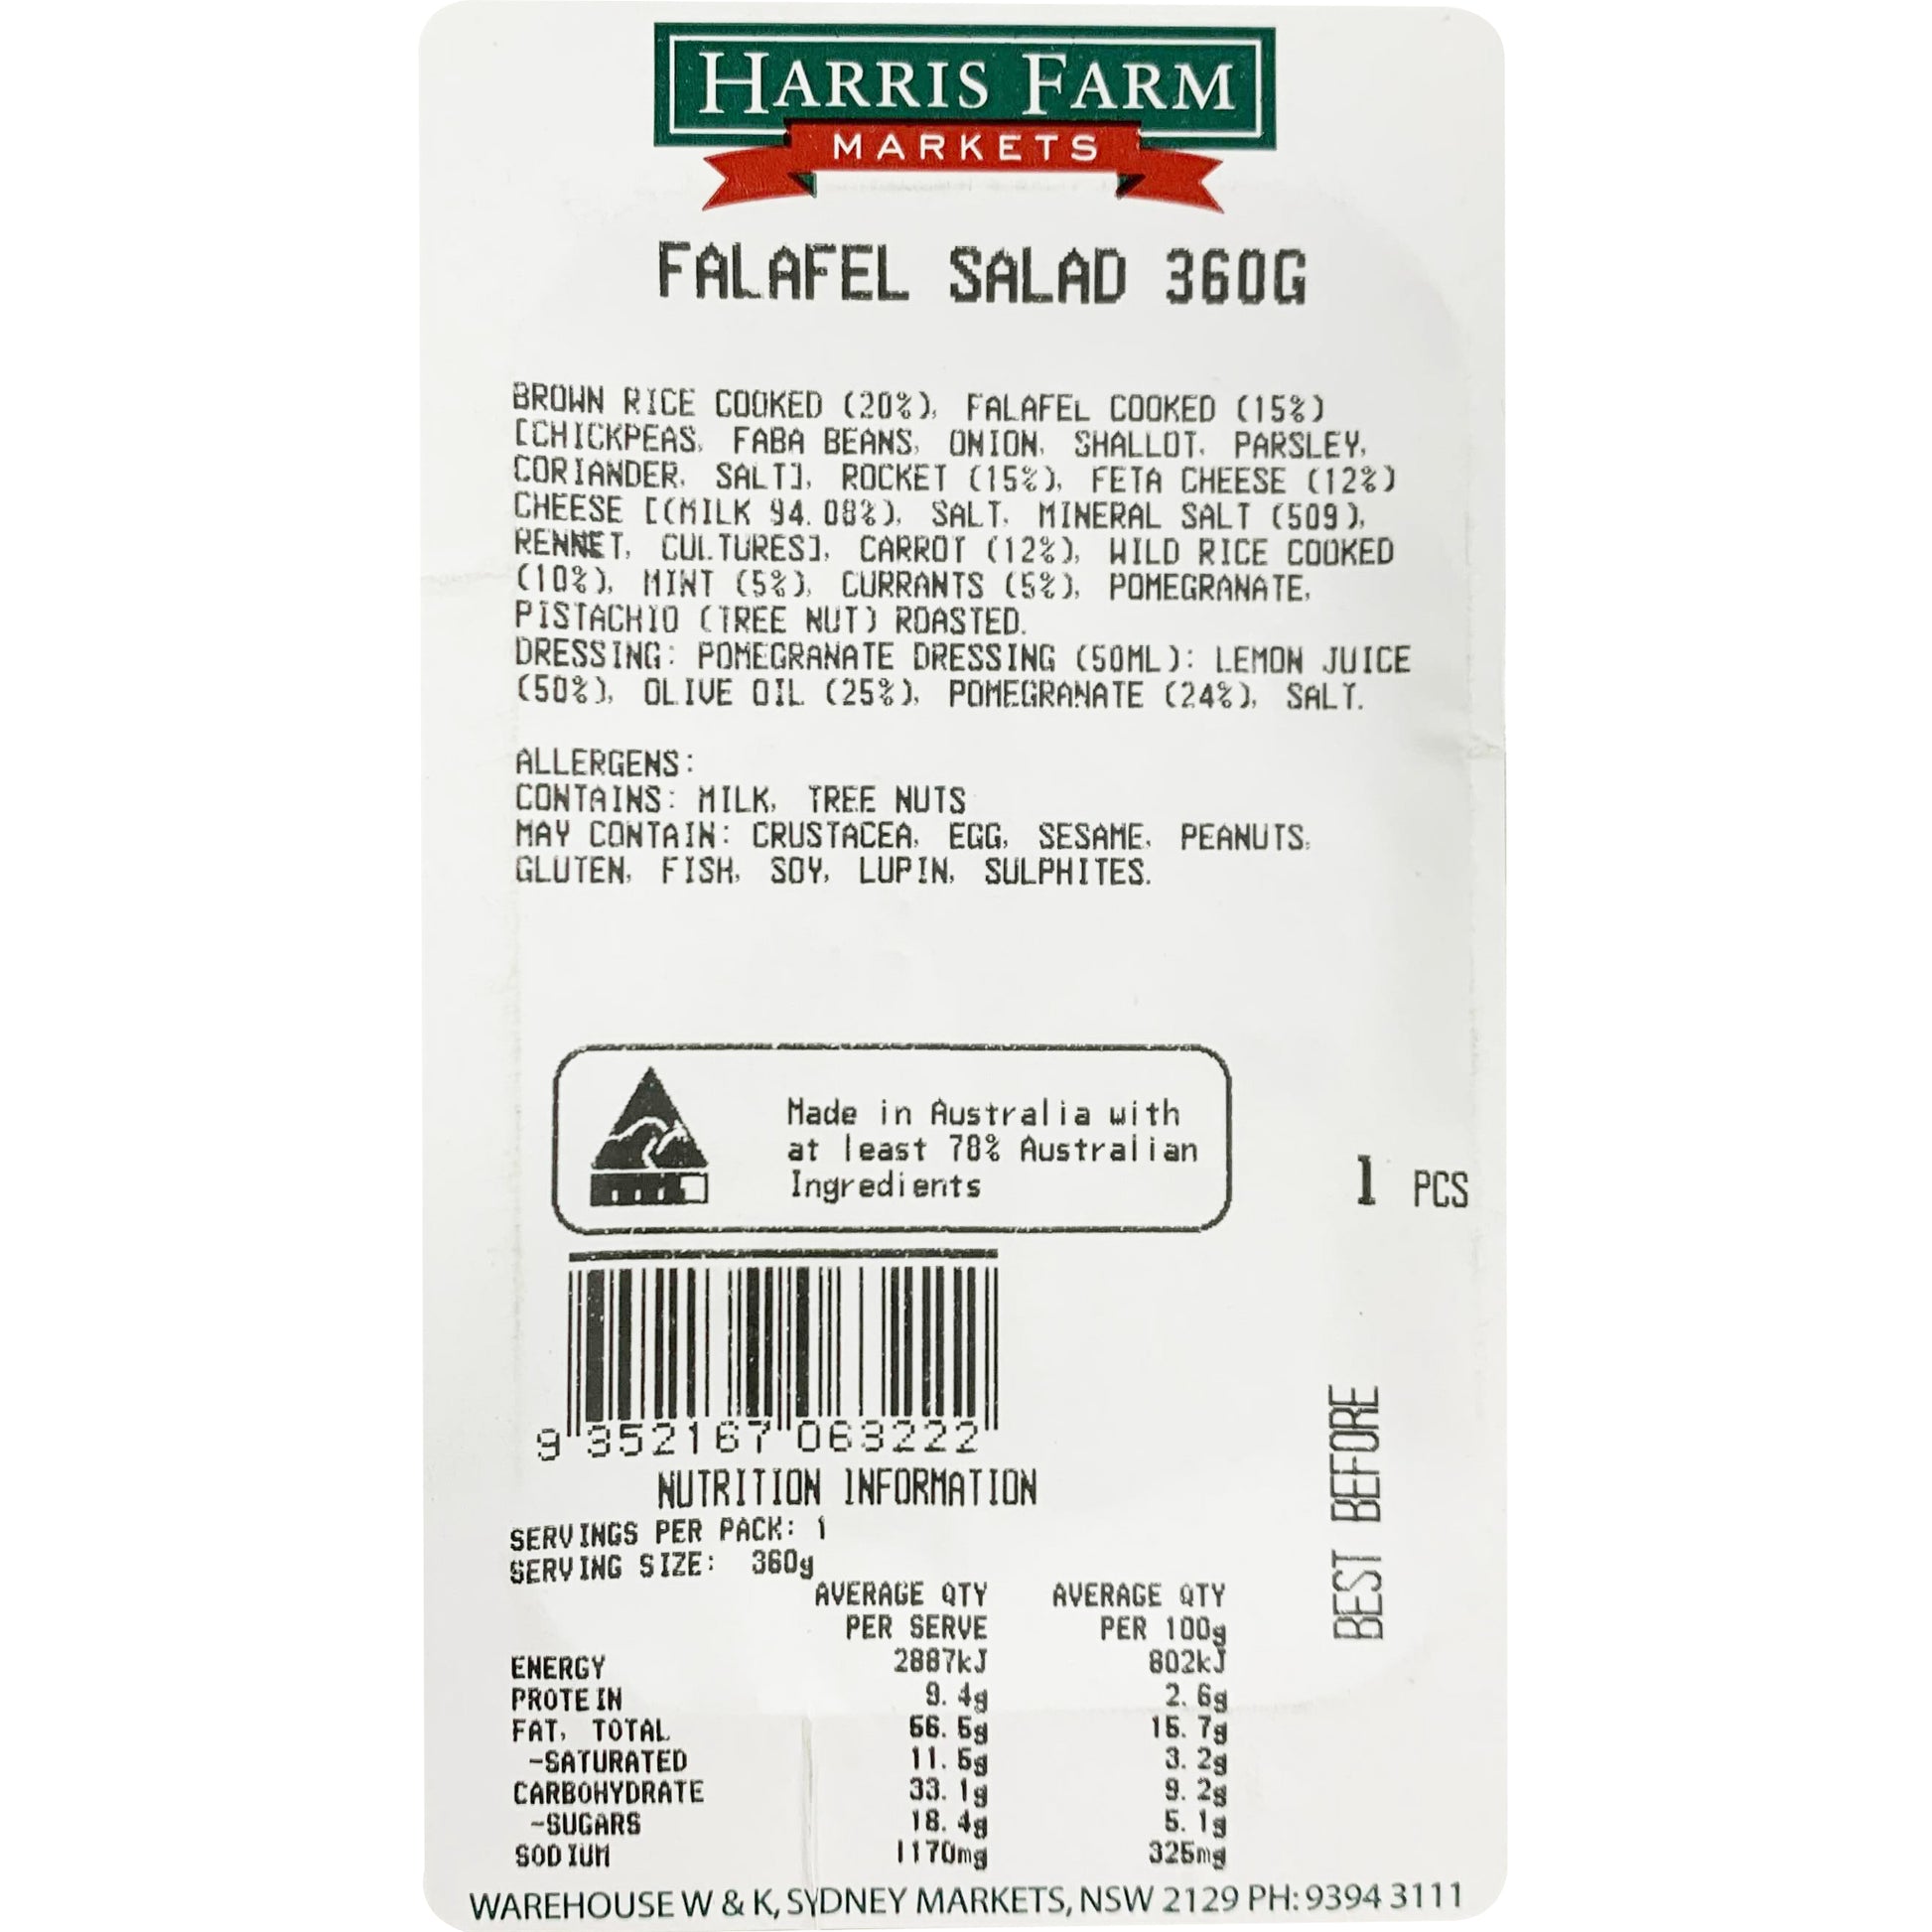 HARRIS FARM
MARKETS
FALAFEL SALAD 360G
BROWN RICE COOKED (20%), FALAFEL COOKED (15%)
[CHICKPEAS, FABA BEANS, ONION, SHALLOT, PARSLEY,
CORIANDER, SALT], ROCKET (15%), FETA CHEESE (12%)
CHEESE [(MILK 94.08%), SALT, MINERAL SALT (509),
RENNET, CULTURES], CARROT (12%), WILD RICE COOKED
(10%), MINT (5%), CURRANTS (5%), POMEGRANATE,
PISTACHIO (TREE NUT) ROASTED.
DRESSING: POMEGRANATE DRESSING (50ML): LEMON JUICE
(50%), OLIVE OIL (25%), POMEGRANATE (24%), SALT.
ALLERGENS:
CONTAINS: MILK, TREE NUTS
MAY CONTAIN: CRUSTACEA, EGG, SESAME, PEANUTS,
GLUTEN, FISH, SOY, LUPIN, SULPHITES.
Made in Australia with
at least 78% Australian
Ingredients
1 PCS
9 352167 063222
BEST BEFORE
NUTRITION INFORMATION
SERVINGS PER PACK: 1
SERVING SIZE: 360g
AVERAGE QTY AVERAGE QTY
PER SERVE PER 100g
ENERGY 2887kJ 802kJ
PROTEIN 9.4g 2.6g
FAT, TOTAL 56.5g 15.7g
-SATURATED 11.5g 3.2g
CARBOHYDRATE 33.1g 9.2g
-SUGARS 18.4g 5.1g
SODIUM 1170mg 325mg
WAREHOUSE W & K, SYDNEY MARKETS, NSW 2129 PH: 9394 3111